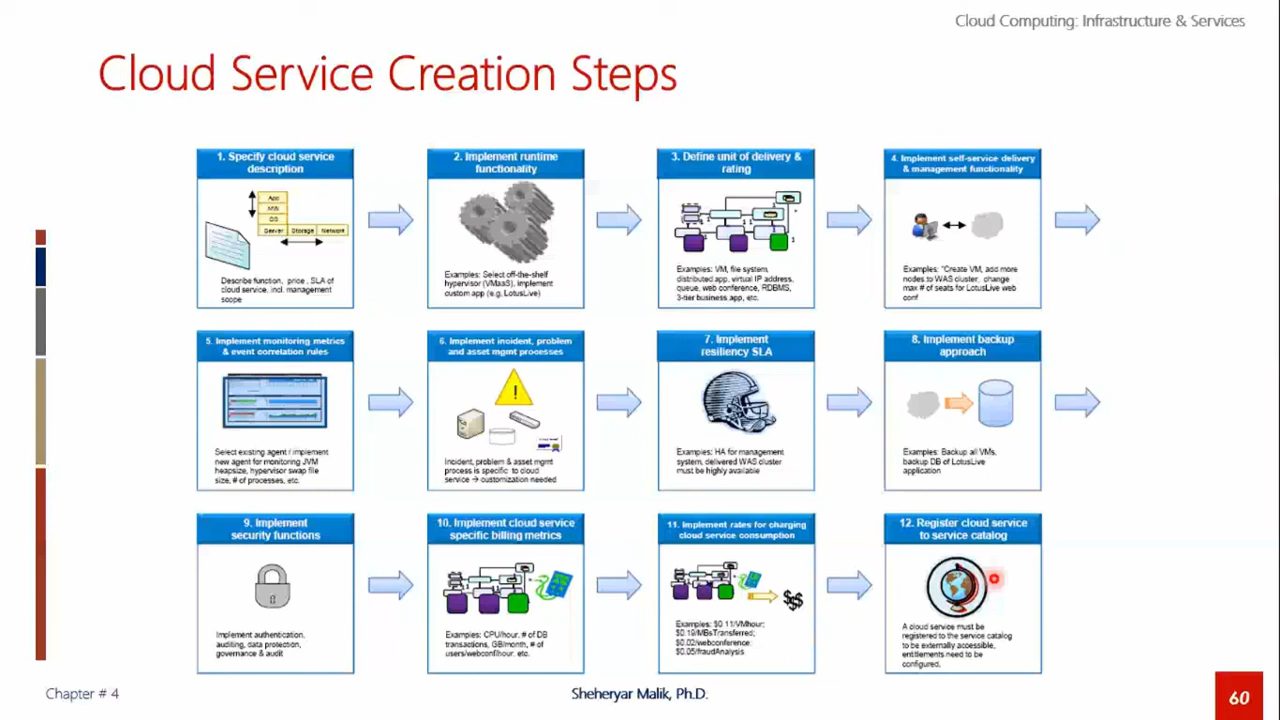 Cloud Computing: Infrastructure & Services
Cloud Service Creation Steps
1. Specify cloud service
description
App
MW
OS
Server Storage Network
Describe function, price, SLA of
cloud service, incl. management
scope
2. Implement runtime
functionality
Examples: Select off-the-shelf
hypervisor (VMaaS), implement
custom app (e.g. LotusLive)
3. Define unit of delivery &
rating
Examples: VM, file system,
distributed app, virtual IP address,
queue, web conference, RDBMS,
3-tier business app, etc.
4. Implement self-service delivery
& management functionality
Examples: "Create VM, add more
nodes to WAS cluster, change
max # of seats for LotusLive web
conf
5. Implement monitoring metrics
& event correlation rules
Select existing agent / implement
new agent for monitoring JVM
heapsize, hypervisor swap file
size, # of processes, etc.
6. Implement incident, problem
and asset mgmt processes
!
Incident, problem & asset mgmt
process is specific to cloud
service → customization needed
7. Implement
resiliency SLA
Examples: HA for management
system, delivered WAS cluster
must be highly available
8. Implement backup
approach
Examples: Backup all VMs,
backup DB of LotusLive
application
9. Implement
security functions
Implement authentication,
auditing, data protection,
governance & audit
10. Implement cloud service
specific billing metrics
Examples: CPU/hour, # of DB
transactions, GB/month, # of
users/webconf/hour, etc.
11. Implement rates for charging
cloud service consumption
$$$
Examples: $0.11/VMhour;
$0.19/MBsTransferred;
$0.02/webconference;
$0.05/fraudAnalysis
12. Register cloud service
to service catalog
A cloud service must be
registered to the service catalog
to be externally accessible,
entitlements need to be
configured,
Chapter # 4
Sheheryar Malik, Ph.D.
60